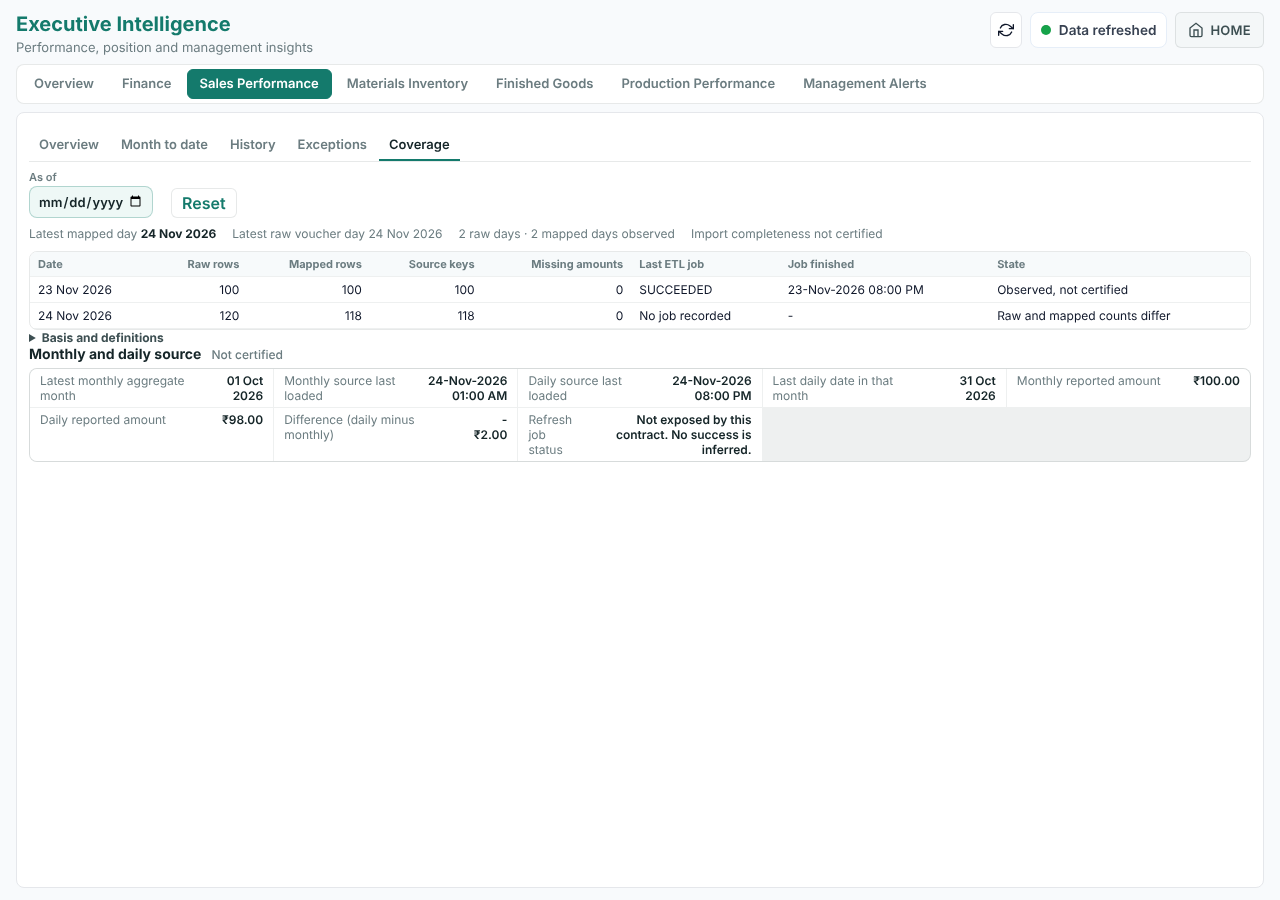 Executive Intelligence
Performance, position and management insights
Data refreshed
HOME
Overview Finance Sales Performance Materials Inventory Finished Goods Production Performance Management Alerts
Overview Month to date History Exceptions Coverage
As of
mm/dd/yyyy Reset
Latest mapped day 24 Nov 2026 Latest raw voucher day 24 Nov 2026 2 raw days · 2 mapped days observed Import completeness not certified
Date Raw rows Mapped rows Source keys Missing amounts Last ETL job Job finished State
23 Nov 2026 100 100 100 0 SUCCEEDED 23-Nov-2026 08:00 PM Observed, not certified
24 Nov 2026 120 118 118 0 No job recorded - Raw and mapped counts differ
Basis and definitions
Monthly and daily source Not certified
Latest monthly aggregate month 01 Oct 2026
Monthly source last loaded 24-Nov-2026 01:00 AM
Daily source last loaded 24-Nov-2026 08:00 PM
Last daily date in that month 31 Oct 2026
Monthly reported amount ₹100.00
Daily reported amount ₹98.00
Difference (daily minus monthly) -₹2.00
Refresh job status Not exposed by this contract. No success is inferred.